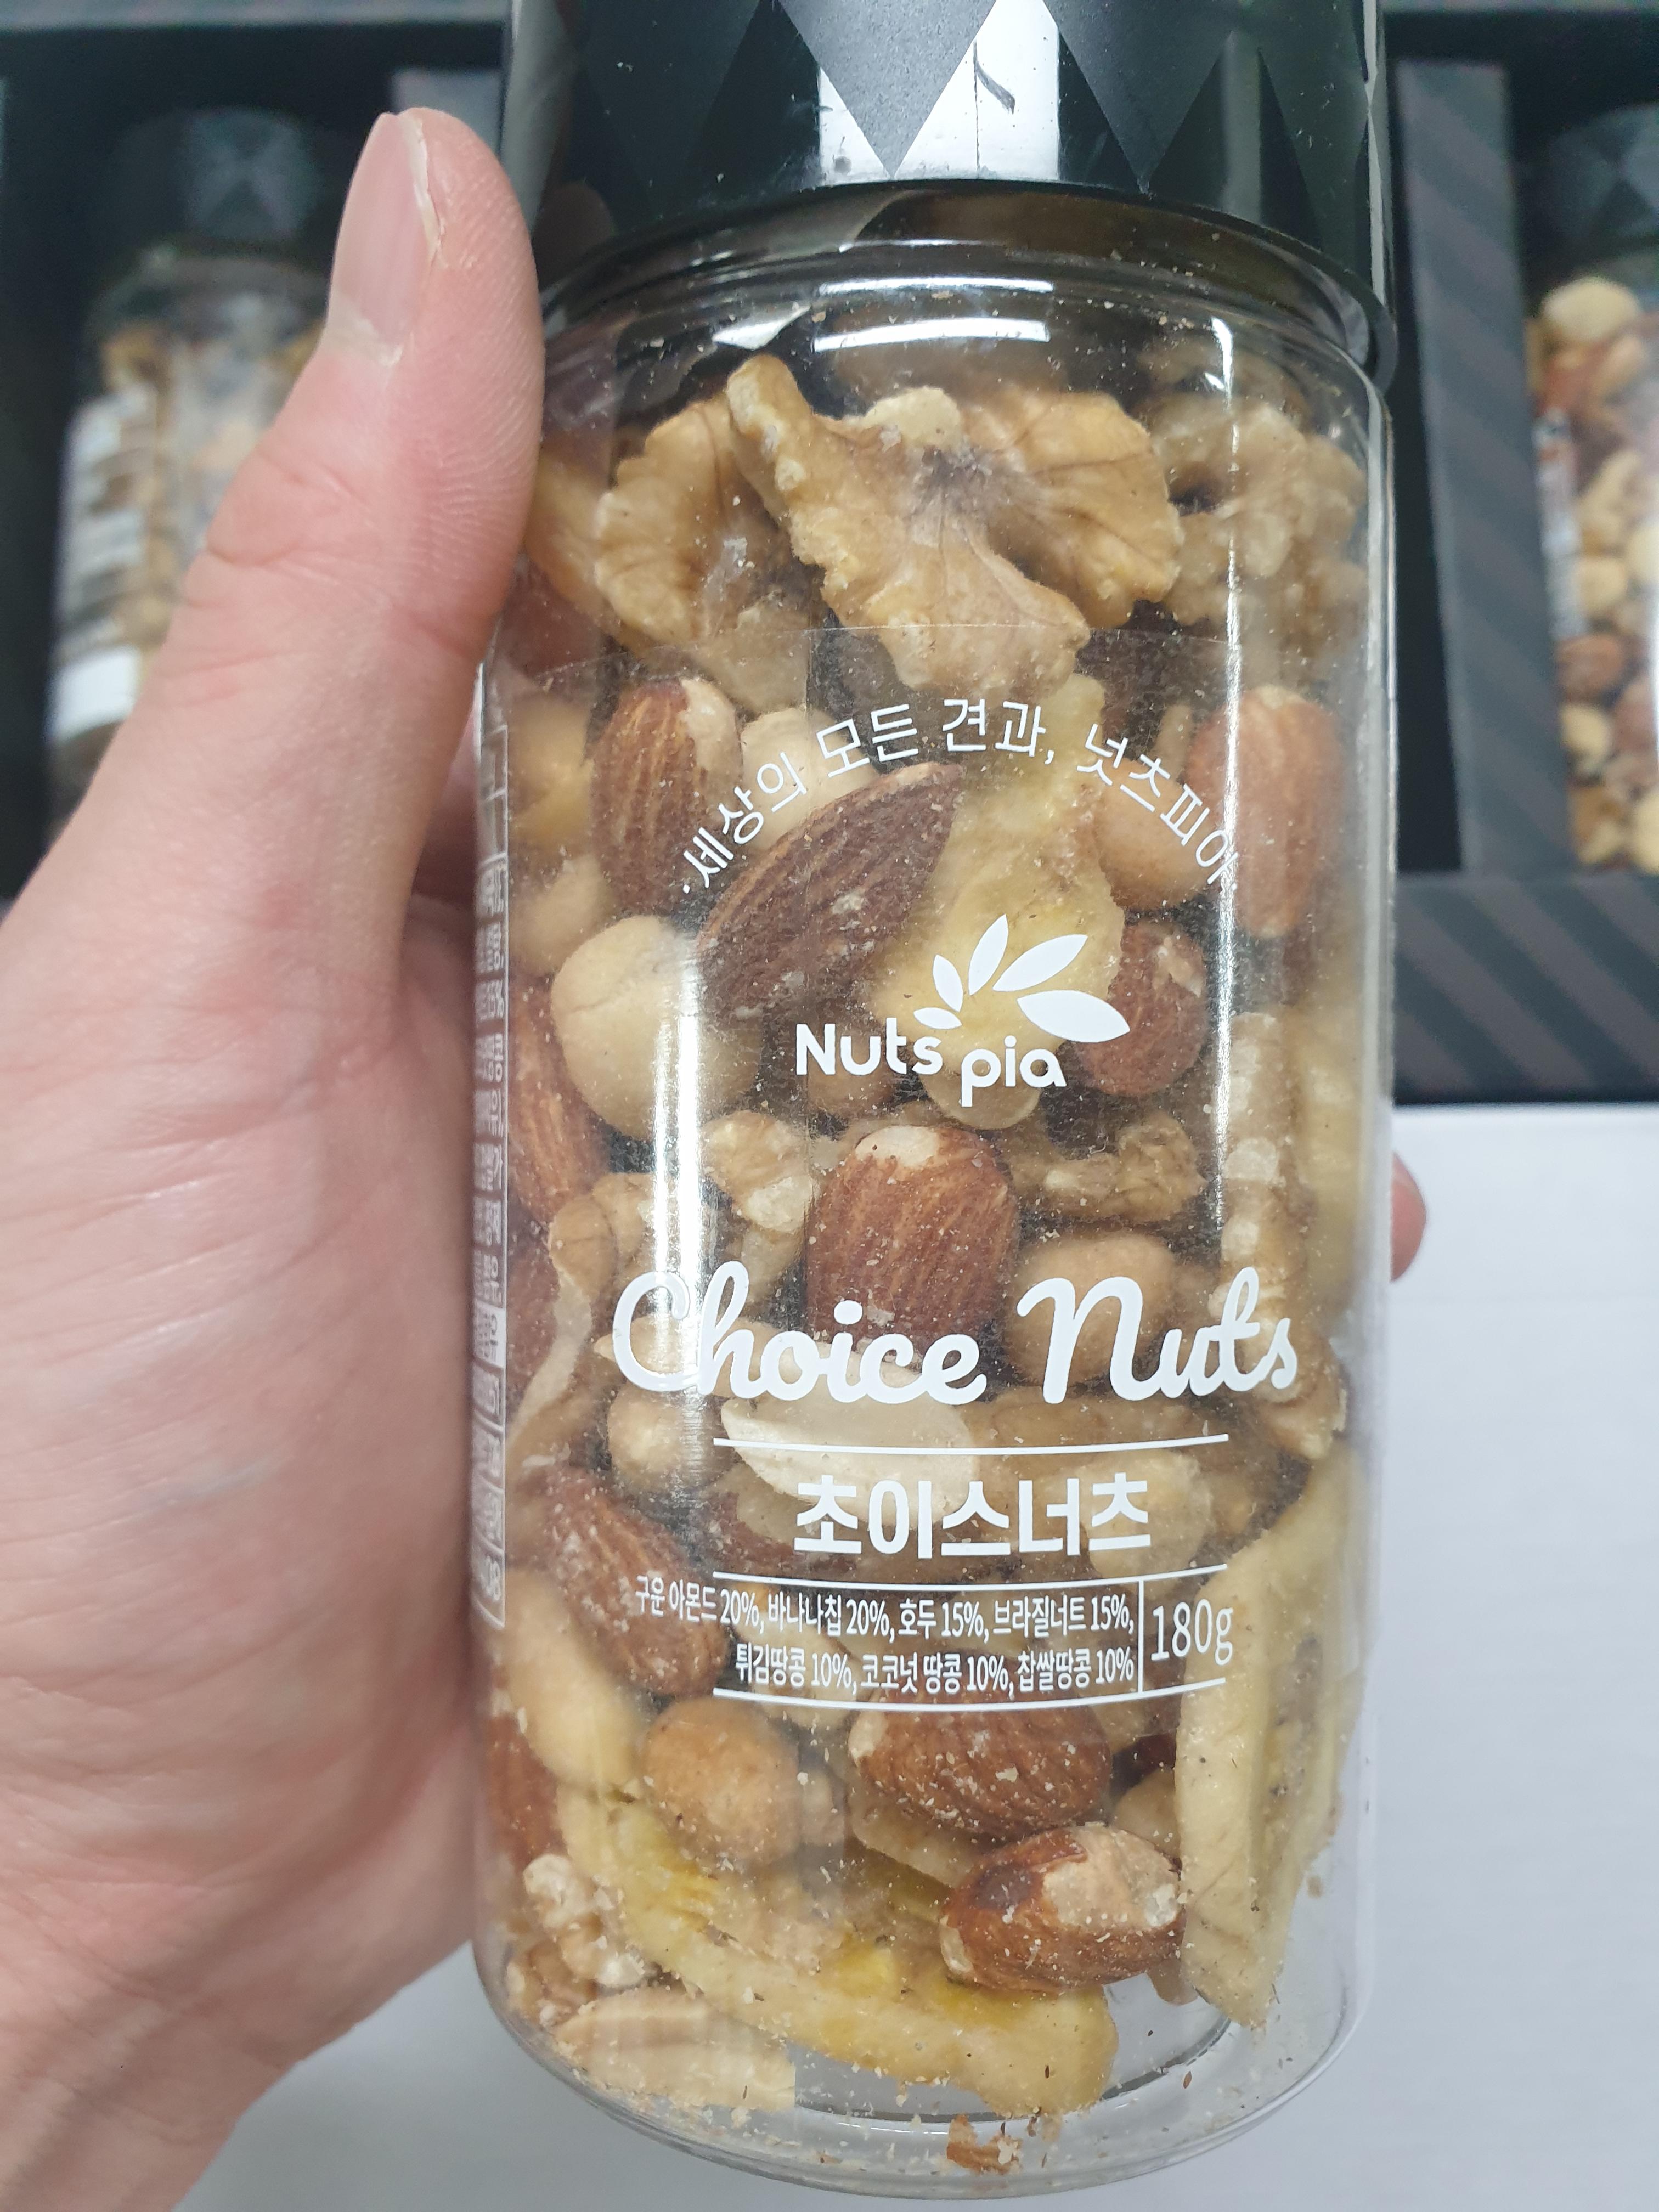 ·세상의 모든 견과, 넛츠피아·
Nuts pia
Choice Nuts
초이스너츠
구운 아몬드 20%, 바나나칩 20%, 호두 15%, 브라질너트 15%,
튀김땅콩 10%, 코코넛 땅콩 10%, 찹쌀땅콩 10%
180g